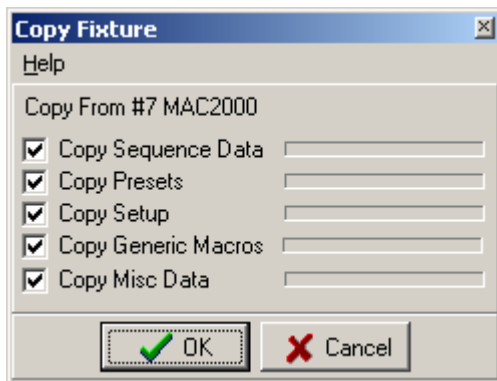 Copy Fixture
Help
Copy From #7 MAC2000
Copy Sequence Data
Copy Presets
Copy Setup
Copy Generic Macros
Copy Misc Data
OK Cancel